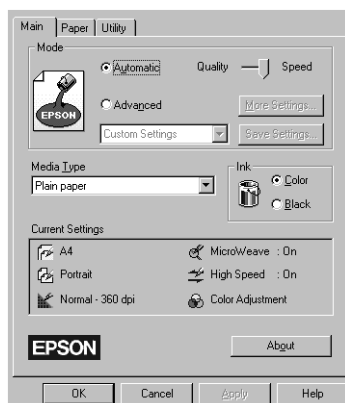 Main Paper Utility
Mode
Automatic Quality Speed
EPSON
Advanced More Settings...
Custom Settings Save Settings...
Media Type
Plain paper
Ink
Color
Black
Current Settings
A4 MicroWeave : On
Portrait High Speed : On
Normal - 360 dpi Color Adjustment
EPSON About
OK Cancel Apply Help